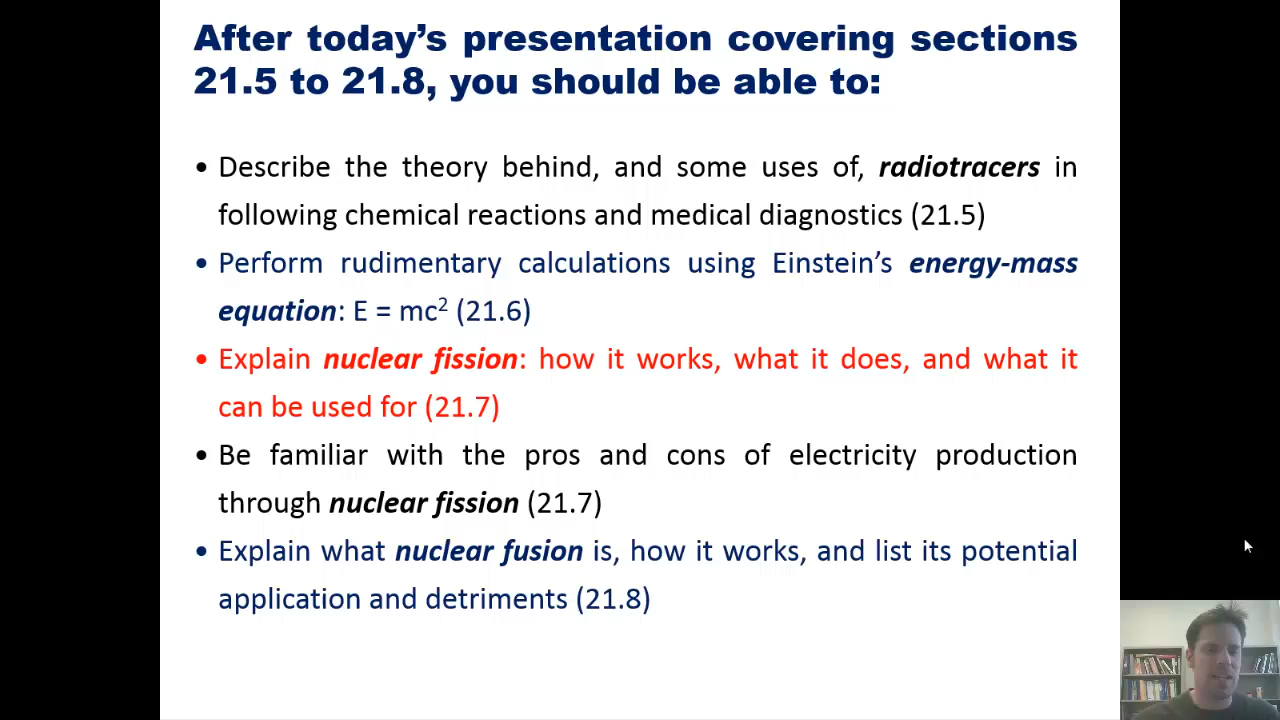 After today’s presentation covering sections
21.5 to 21.8, you should be able to:
• Describe the theory behind, and some uses of, radiotracers in
following chemical reactions and medical diagnostics (21.5)
• Perform rudimentary calculations using Einstein’s energy-mass
equation: E = mc² (21.6)
• Explain nuclear fission: how it works, what it does, and what it
can be used for (21.7)
• Be familiar with the pros and cons of electricity production
through nuclear fission (21.7)
• Explain what nuclear fusion is, how it works, and list its potential
application and detriments (21.8)